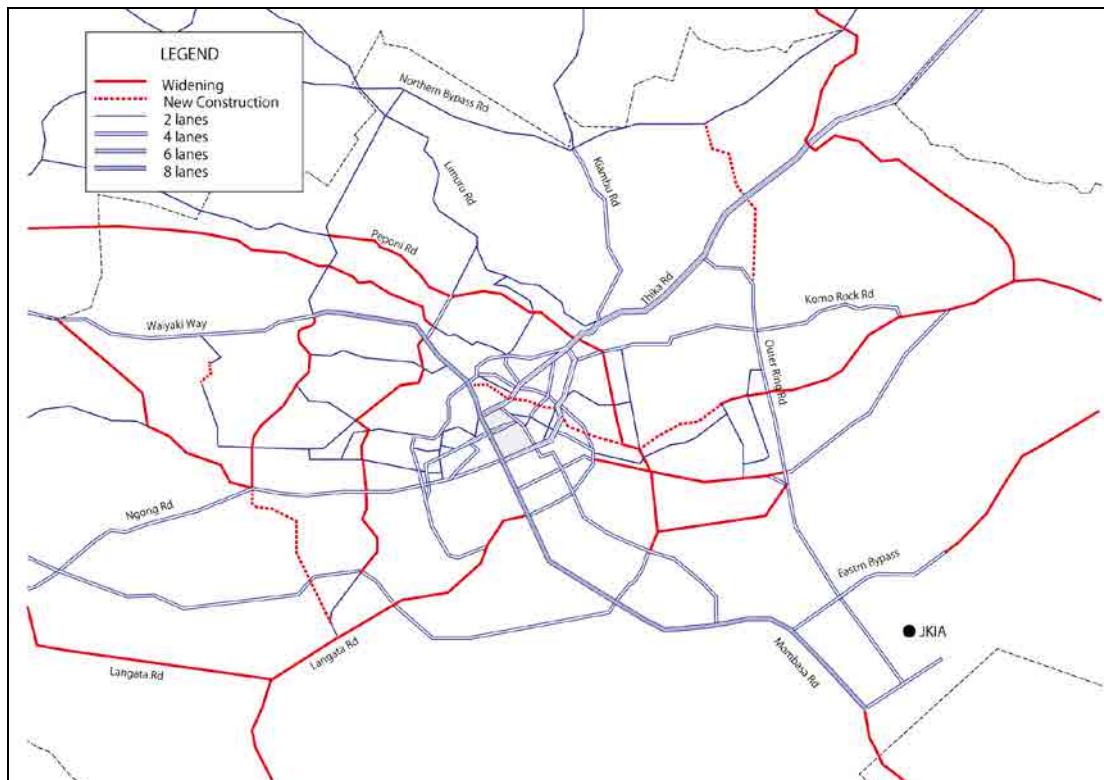 LEGEND
Widening
New Construction
2 lanes
4 lanes
6 lanes
8 lanes
Northern Bypass Rd
Limuru Rd
Kiambu Rd
Peponi Rd
Thika Rd
Komo Rock Rd
Waiyaki Way
Outer Ring Rd
Ngong Rd
Eastrn Bypass
JKIA
Langata Rd
Langata Rd
Mombasa Rd